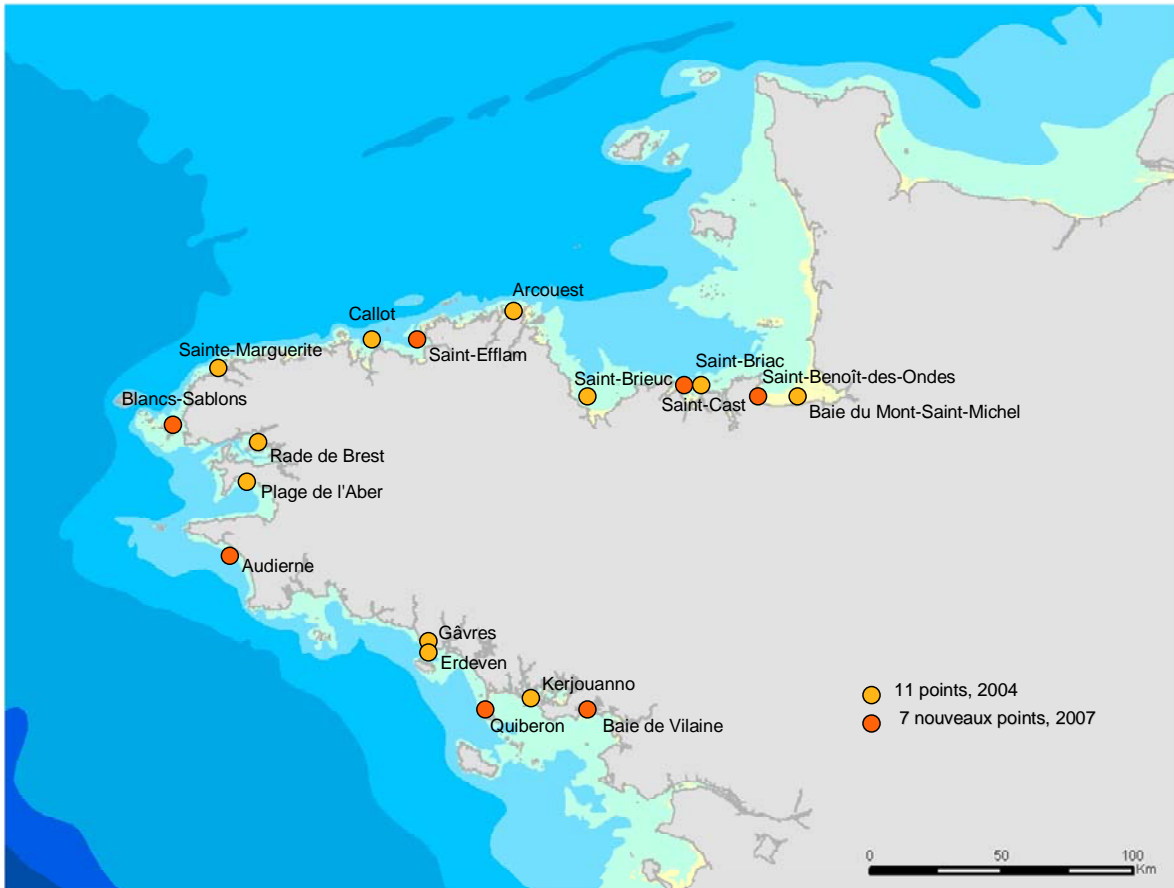 Arcouest
Callot
Sainte-Marguerite
Saint-Efflam
Saint-Briac
Saint-Brieuc
Saint-Benoît-des-Ondes
Blancs-Sablons
Saint-Cast
Baie du Mont-Saint-Michel
Rade de Brest
Plage de l'Aber
Audierne
Gâvres
Erdeven
Kerjouanno
Quiberon
Baie de Vilaine
11 points, 2004
7 nouveaux points, 2007
0 50 100
Km